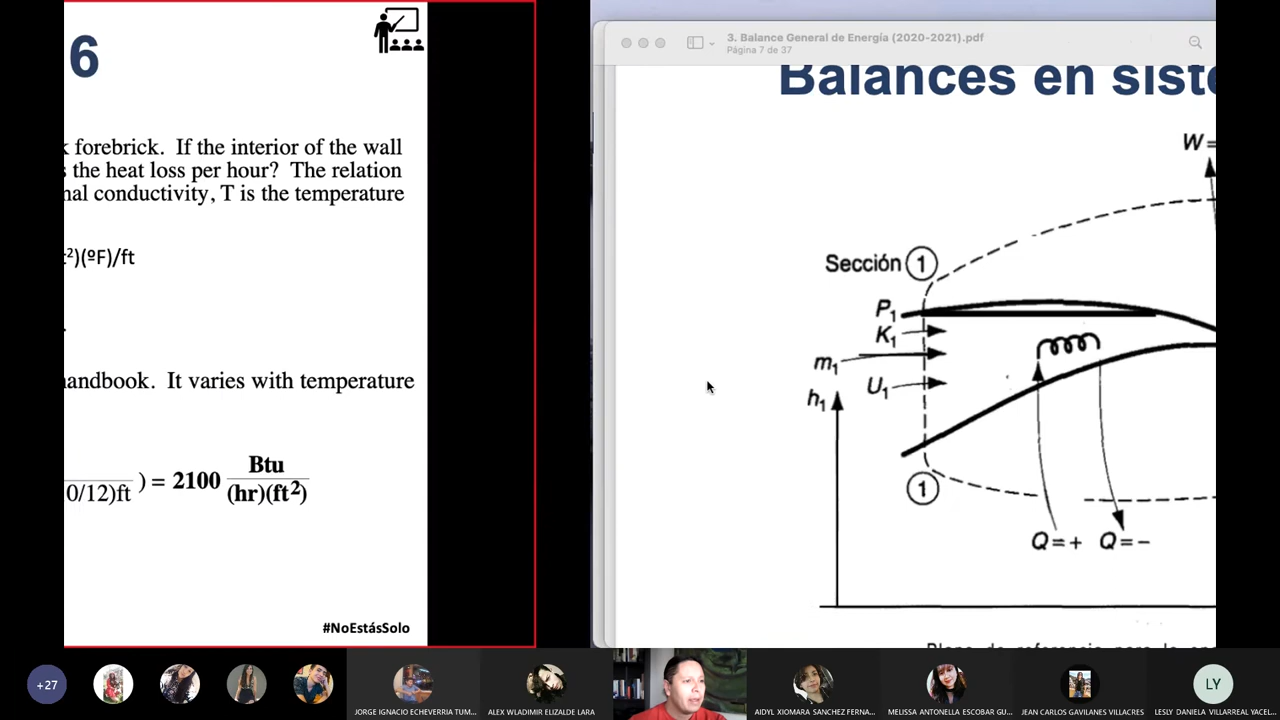 6
forebrick. If the interior of the wall
the heat loss per hour? The relation
nal conductivity, T is the temperature
²)(ºF)/ft
handbook. It varies with temperature
0/12)ft ) = 2100 Btu
(hr)(ft²)
#NoEstásSolo
3. Balance General de Energía (2020-2021).pdf
Página 7 de 37
Balances en siste
W=
Sección 1
P₁
K₁
m₁
U₁
h₁
1
Q=+ Q=-
+27
JORGE IGNACIO ECHEVERRIA TUM...
ALEX WLADIMIR ELIZALDE LARA
AIDYL XIOMARA SANCHEZ FERNA...
MELISSA ANTONELLA ESCOBAR GU...
JEAN CARLOS GAVILANES VILLACRES
LY
LESLY DANIELA VILLARREAL YACEL...